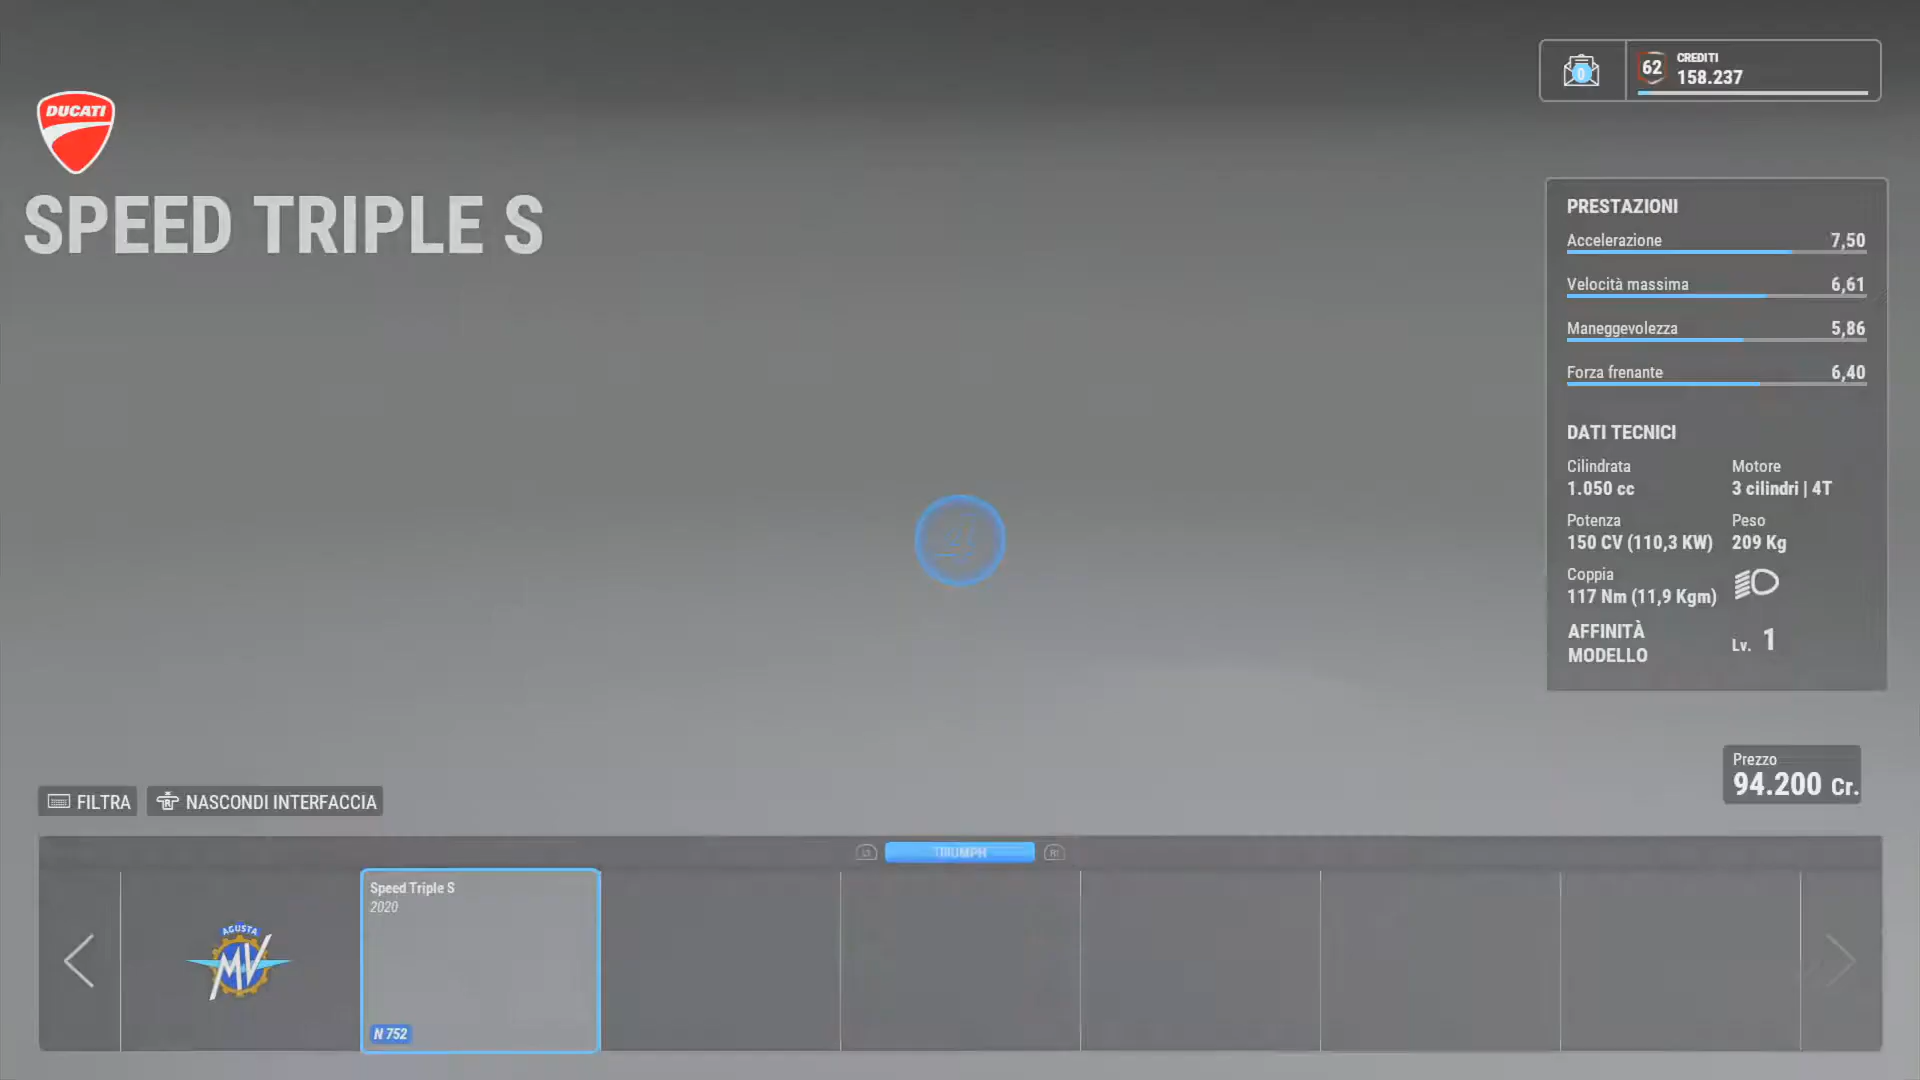 DUCATI
SPEED TRIPLE S
0
62
CREDITI
158.237
PRESTAZIONI
Accelerazione 7,50
Velocità massima 6,61
Maneggevolezza 5,86
Forza frenante 6,40
DATI TECNICI
Cilindrata
1.050 cc
Motore
3 cilindri | 4T
Potenza
150 CV (110,3 KW)
Peso
209 Kg
Coppia
117 Nm (11,9 Kgm)
AFFINITÀ
MODELLO
Lv. 1
Prezzo
94.200 Cr.
FILTRA
R NASCONDI INTERFACCIA
L1 TRIUMPH R1
AGUSTA
MV
Speed Triple S
2020
N 752